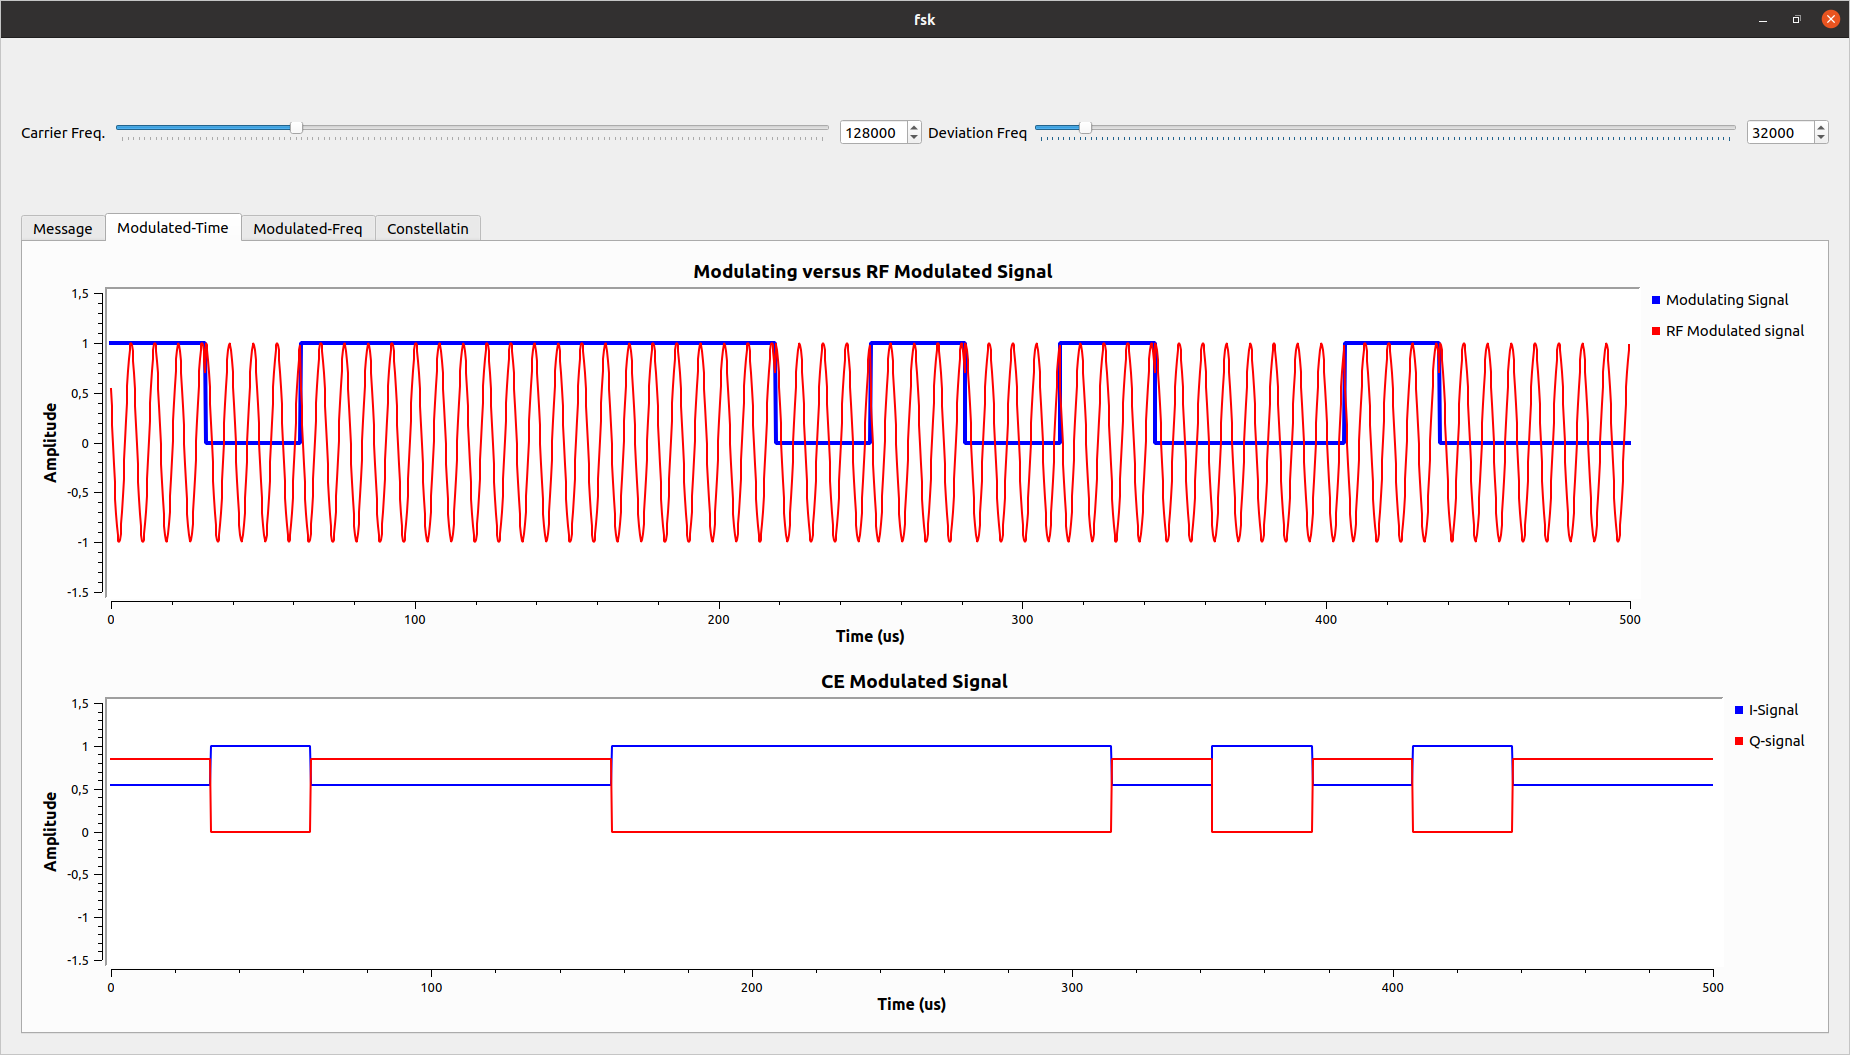 fsk
Carrier Freq. 128000 Deviation Freq 32000
Message Modulated-Time Modulated-Freq Constellatin
Modulating versus RF Modulated Signal
1,5
1
0,5
0
-0,5
-1
-1.5
Amplitude
0 100 200 300 400 500
Time (us)
Modulating Signal
RF Modulated signal
CE Modulated Signal
1,5
1
0,5
0
-0,5
-1
-1.5
Amplitude
0 100 200 300 400 500
Time (us)
I-Signal
Q-signal